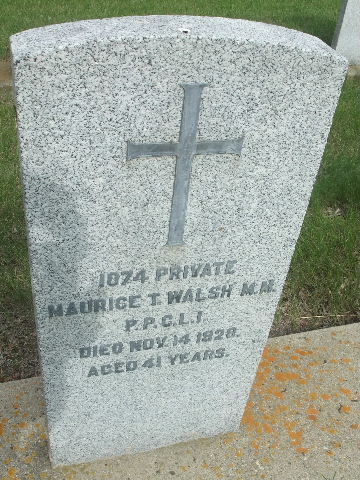 1074 PRIVATE
MAURICE T. WALSH M.M.
P.P.C.L.I.
DIED NOV. 14 1928.
AGED 41 YEARS.